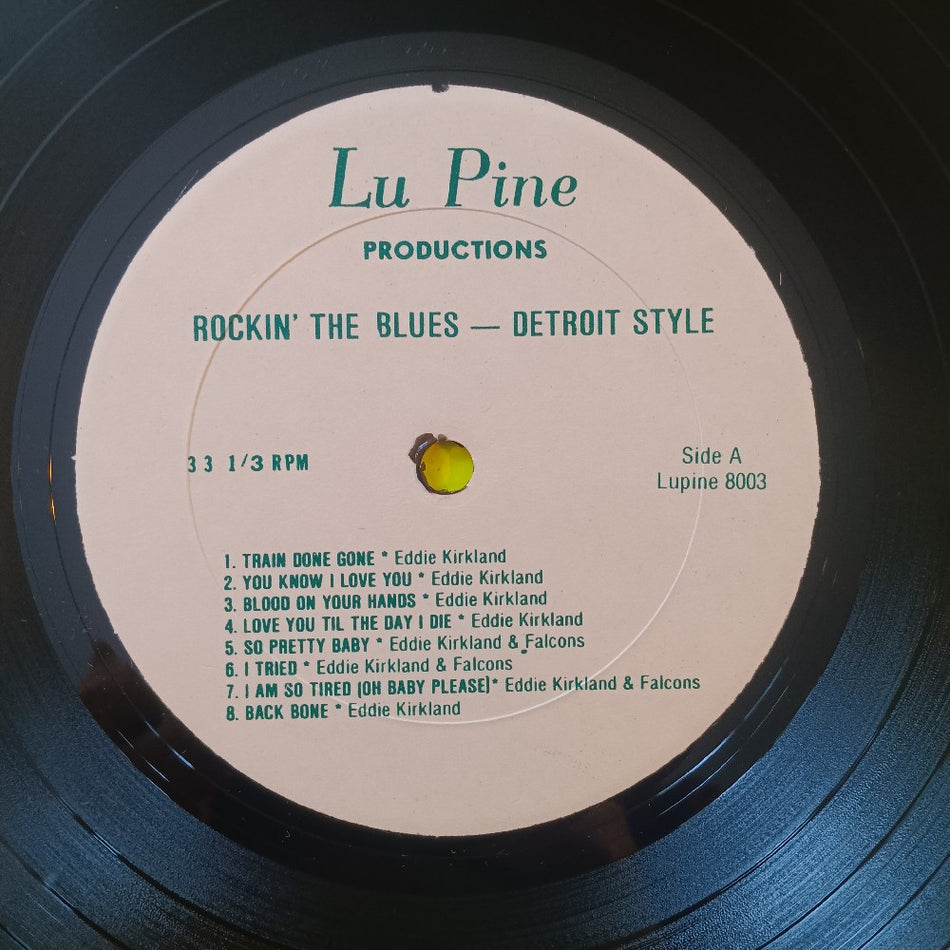 Lu Pine
PRODUCTIONS
ROCKIN' THE BLUES — DETROIT STYLE
33 1/3 RPM
Side A
Lupine 8003
1. TRAIN DONE GONE * Eddie Kirkland
2. YOU KNOW I LOVE YOU * Eddie Kirkland
3. BLOOD ON YOUR HANDS * Eddie Kirkland
4. LOVE YOU TIL THE DAY I DIE * Eddie Kirkland
5. SO PRETTY BABY * Eddie Kirkland & Falcons
6. I TRIED * Eddie Kirkland & Falcons
7. I AM SO TIRED (OH BABY PLEASE)* Eddie Kirkland & Falcons
8. BACK BONE * Eddie Kirkland